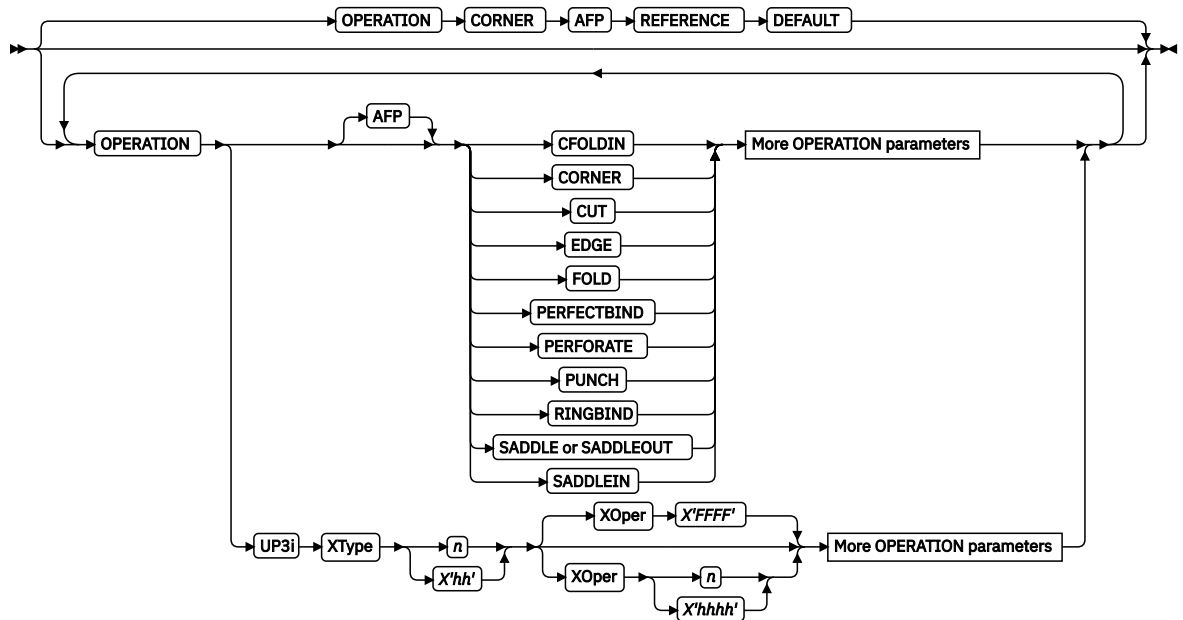 OPERATION CORNER AFP REFERENCE DEFAULT
AFP
OPERATION CFOLDIN More OPERATION parameters
CORNER
CUT
EDGE
FOLD
PERFECTBIND
PERFORATE
PUNCH
RINGBIND
SADDLE or SADDLEOUT
SADDLEIN
XOper X'FFFF'
UP3i XType n More OPERATION parameters
X'hh' XOper n
X'hhhh'